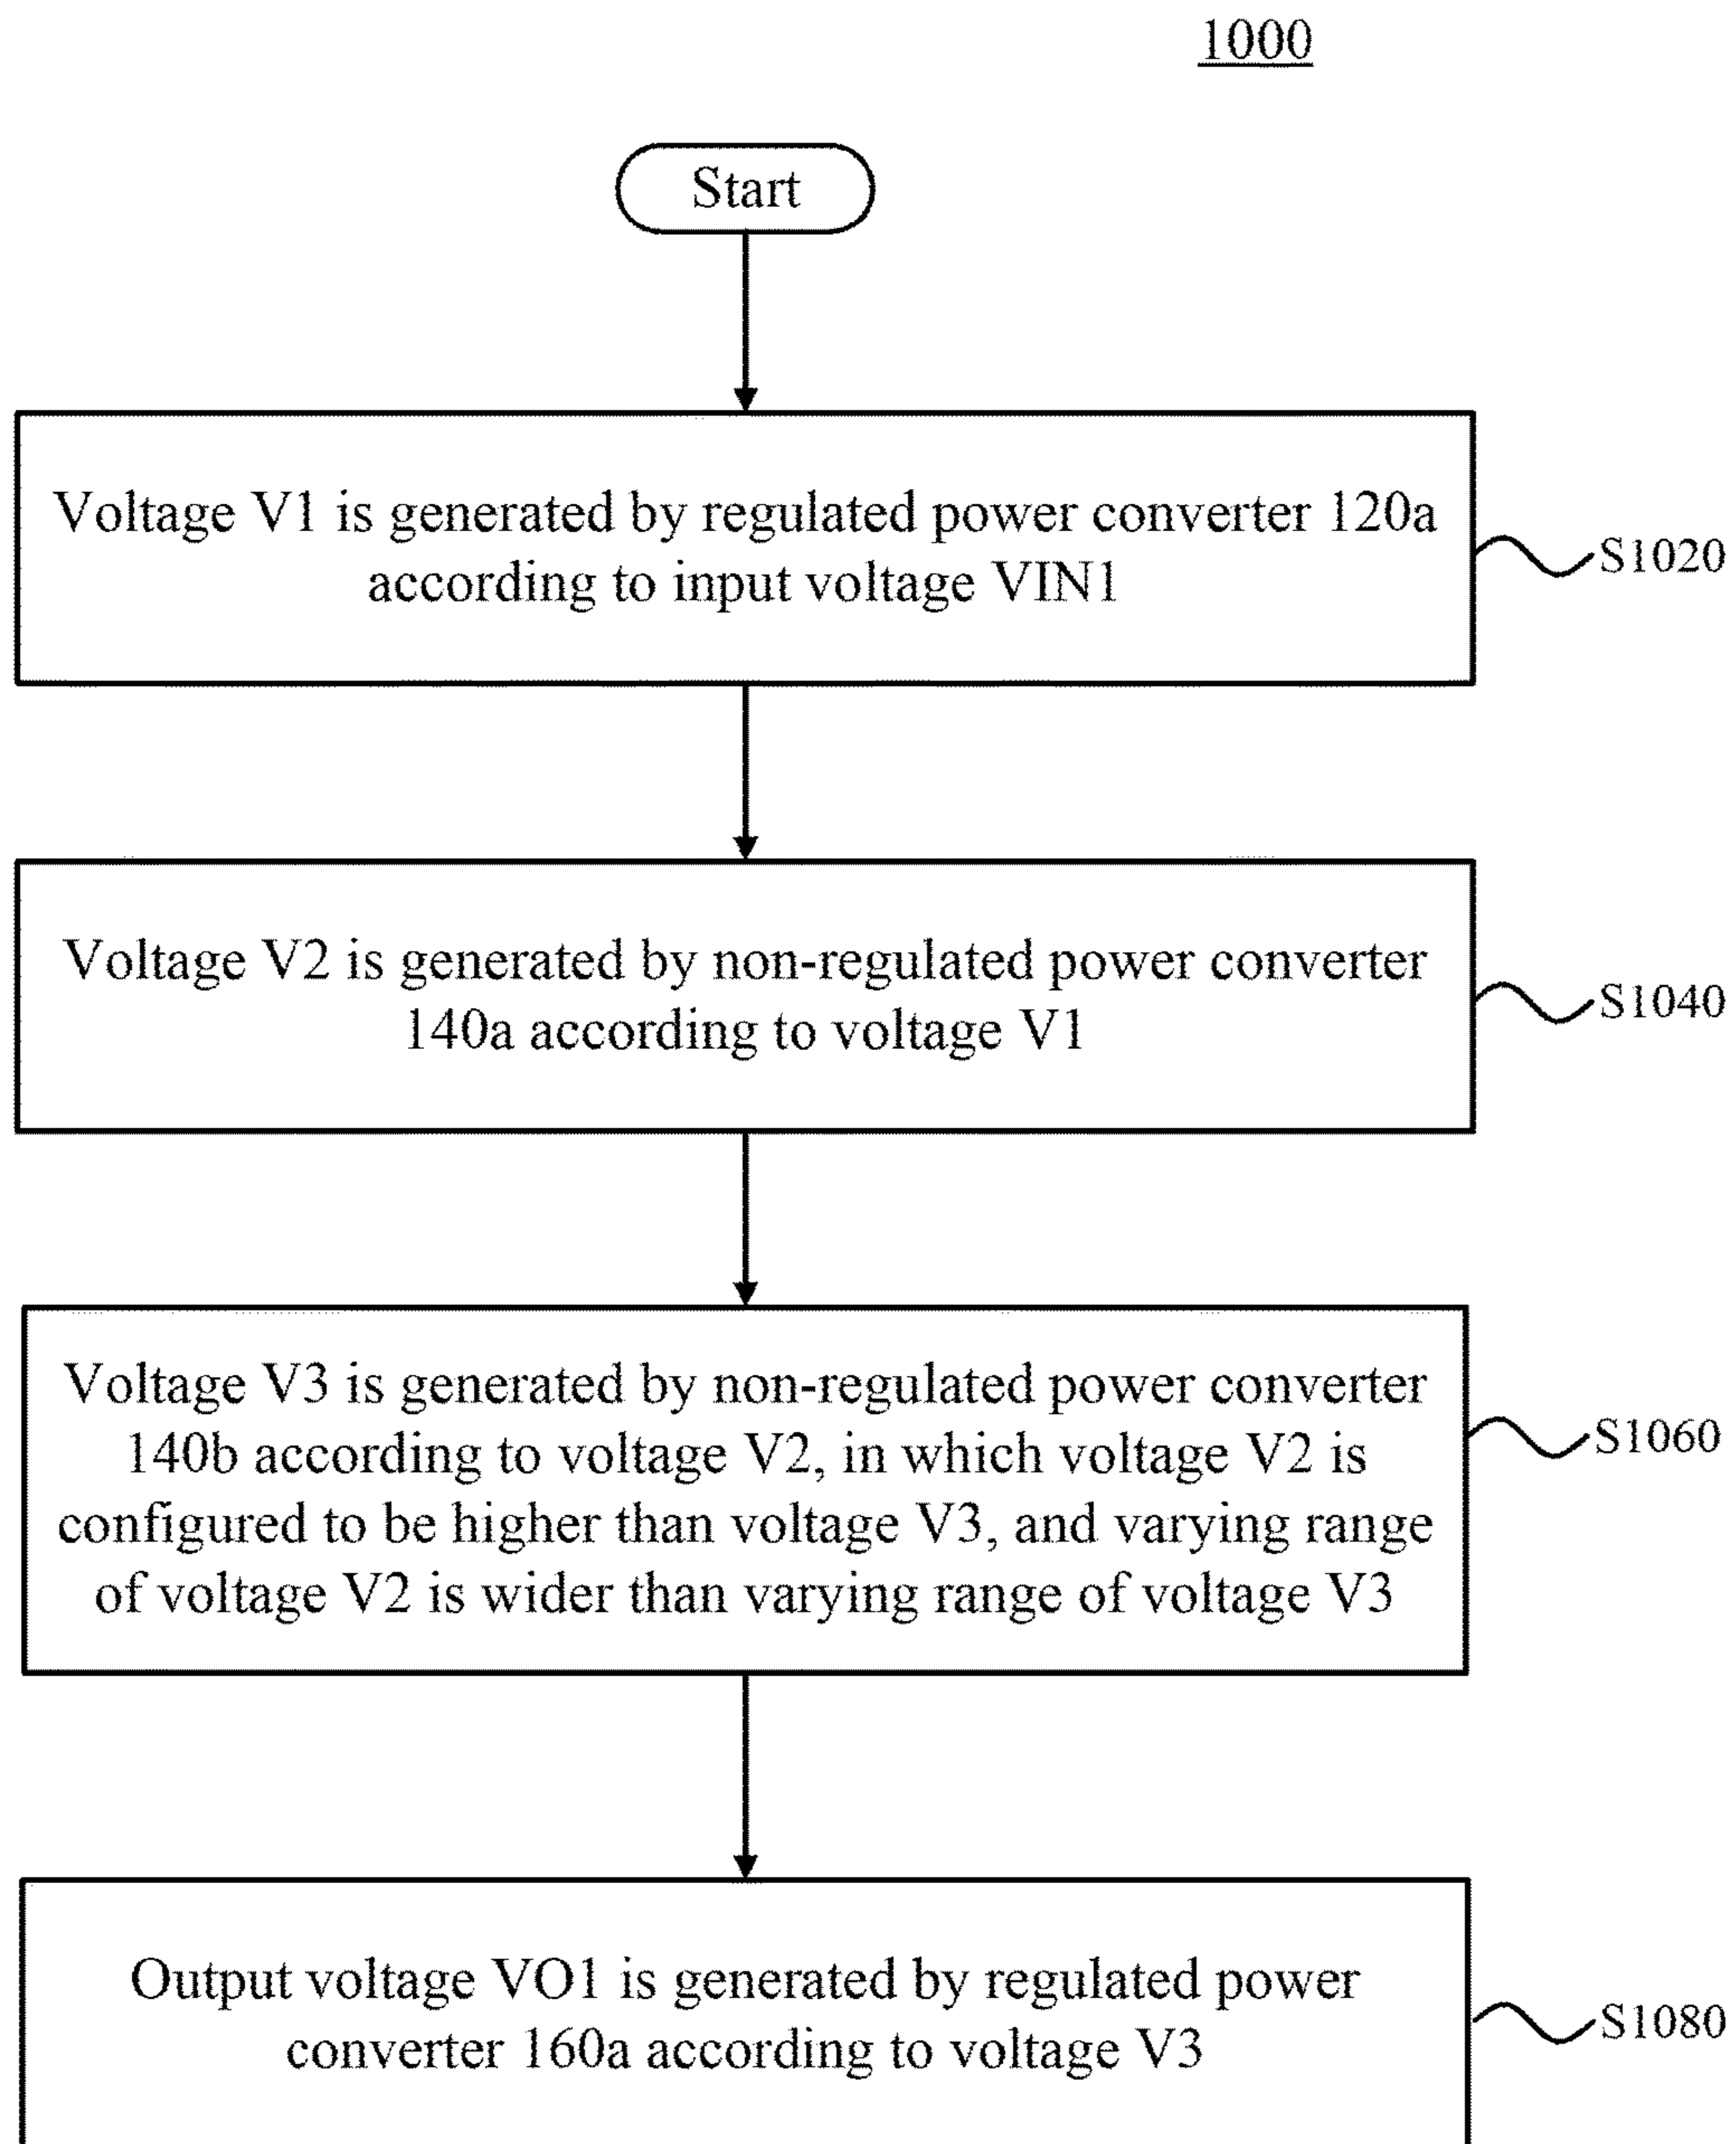 1000
Start
Voltage V1 is generated by regulated power converter 120a
according to input voltage VIN1
S1020
Voltage V2 is generated by non-regulated power converter
140a according to voltage V1
S1040
Voltage V3 is generated by non-regulated power converter
140b according to voltage V2, in which voltage V2 is
configured to be higher than voltage V3, and varying range
of voltage V2 is wider than varying range of voltage V3
S1060
Output voltage VO1 is generated by regulated power
converter 160a according to voltage V3
S1080